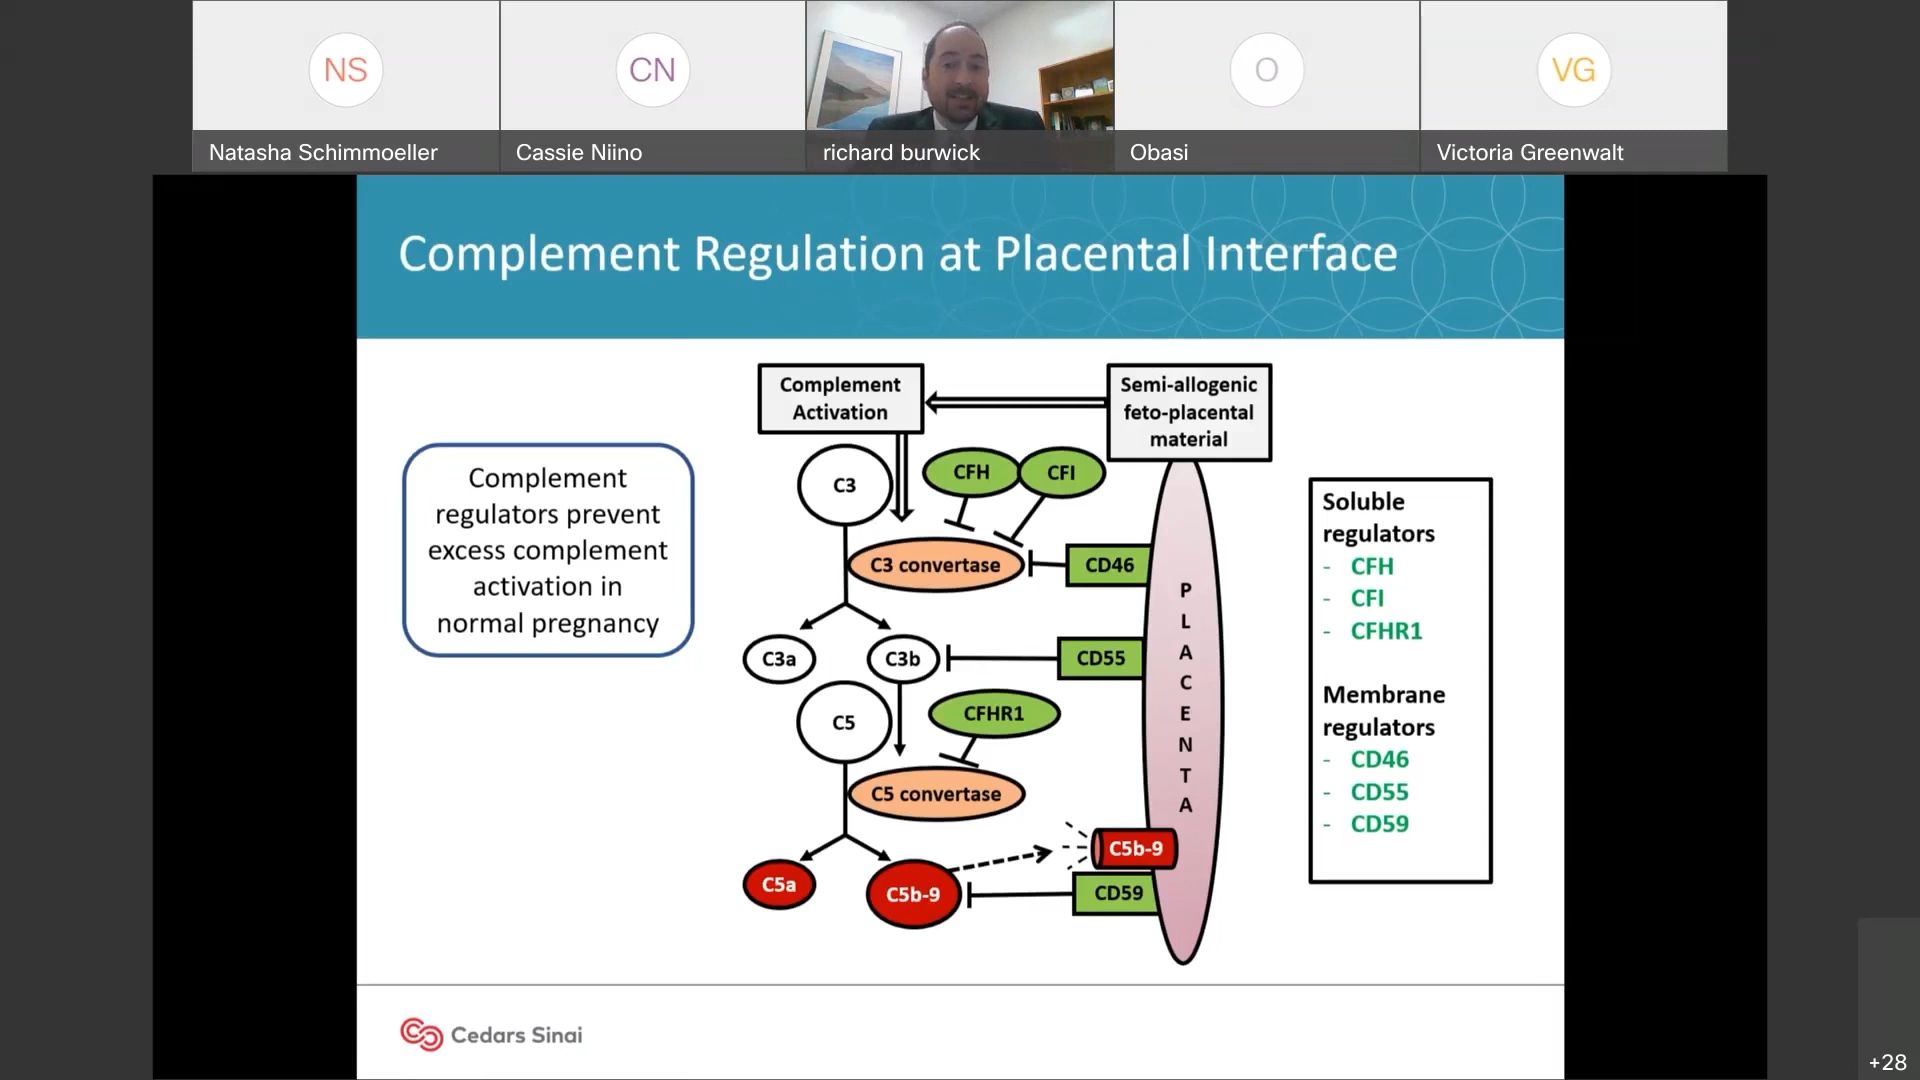 NS
CN
O
VG
Natasha Schimmoeller
Cassie Niino
richard burwick
Obasi
Victoria Greenwalt
Complement Regulation at Placental Interface
Complement
regulators prevent
excess complement
activation in
normal pregnancy
Complement
Activation
Semi-allogenic
feto-placental
material
C3
CFH
CFI
C3 convertase
CD46
C3a
C3b
CD55
C5
CFHR1
C5 convertase
C5a
C5b-9
C5b-9
CD59
P
L
A
C
E
N
T
A
Soluble
regulators
- CFH
- CFI
- CFHR1
Membrane
regulators
- CD46
- CD55
- CD59
Cedars Sinai
+28